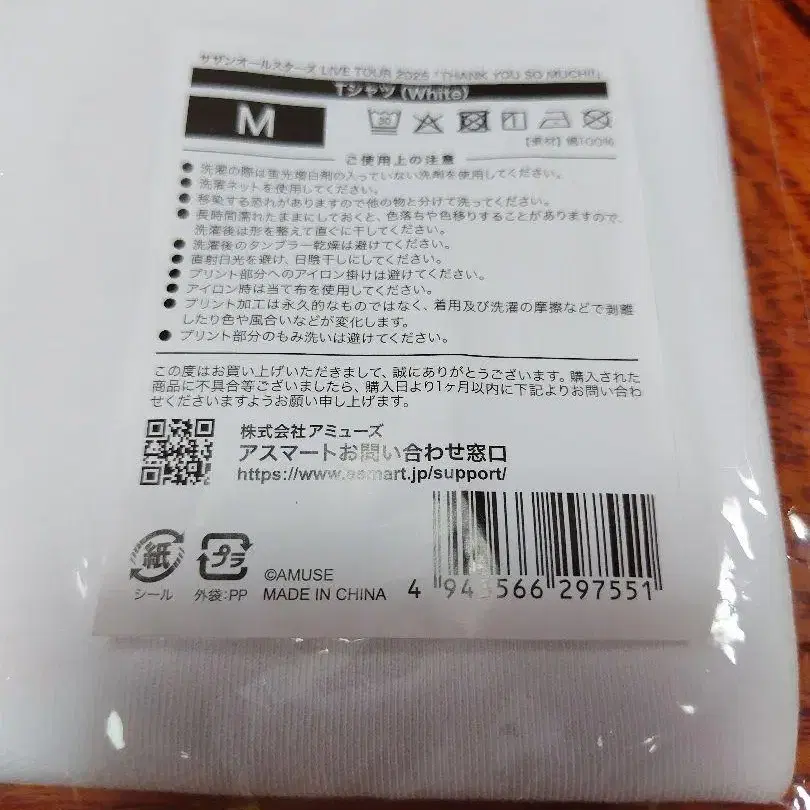 サザンオールスターズ LIVE TOUR 2025「THANK YOU SO MUCH!!」
Tシャツ (White)
M
【素材】綿100%
ご使用上の注意
● 洗濯の際は蛍光増白剤の入っていない洗剤を使用してください。
● 洗濯ネットを使用してください。
● 移染する恐れがありますので他の物と分けて洗ってください。
● 長時間濡れたままにしておくと、色落ちや色移りすることがありますので、
洗濯後は形を整えて直ぐに干してください。
● 洗濯後のタンブラー乾燥は避けてください。
● 直射日光を避け、日陰干しにしてください。
● プリント部分へのアイロン掛けは避けてください。
● アイロン時は当て布を使用してください。
● プリント加工は永久的なものではなく、着用及び洗濯の摩擦などで剥離
したり色や風合いなどが変化します。
● プリント部分のもみ洗いは避けてください。
この度はお買い上げいただきまして、誠にありがとうございます。購入された
商品に不具合等ございましたら、購入日より1ヶ月以内に下記よりお問い合わ
せくださいますようお願い申し上げます。
株式会社アミューズ
アスマートお問い合わせ窓口
https://www.asmart.jp/support/
紙
シール
プラ
外袋:PP
©AMUSE
MADE IN CHINA
4 943566 297551